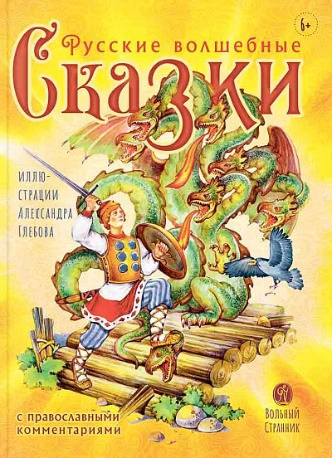 6+
Русские волшебные
Сказки
иллю-
страции
Александра
Глебова
с православными
комментариями
Вольный
Странник